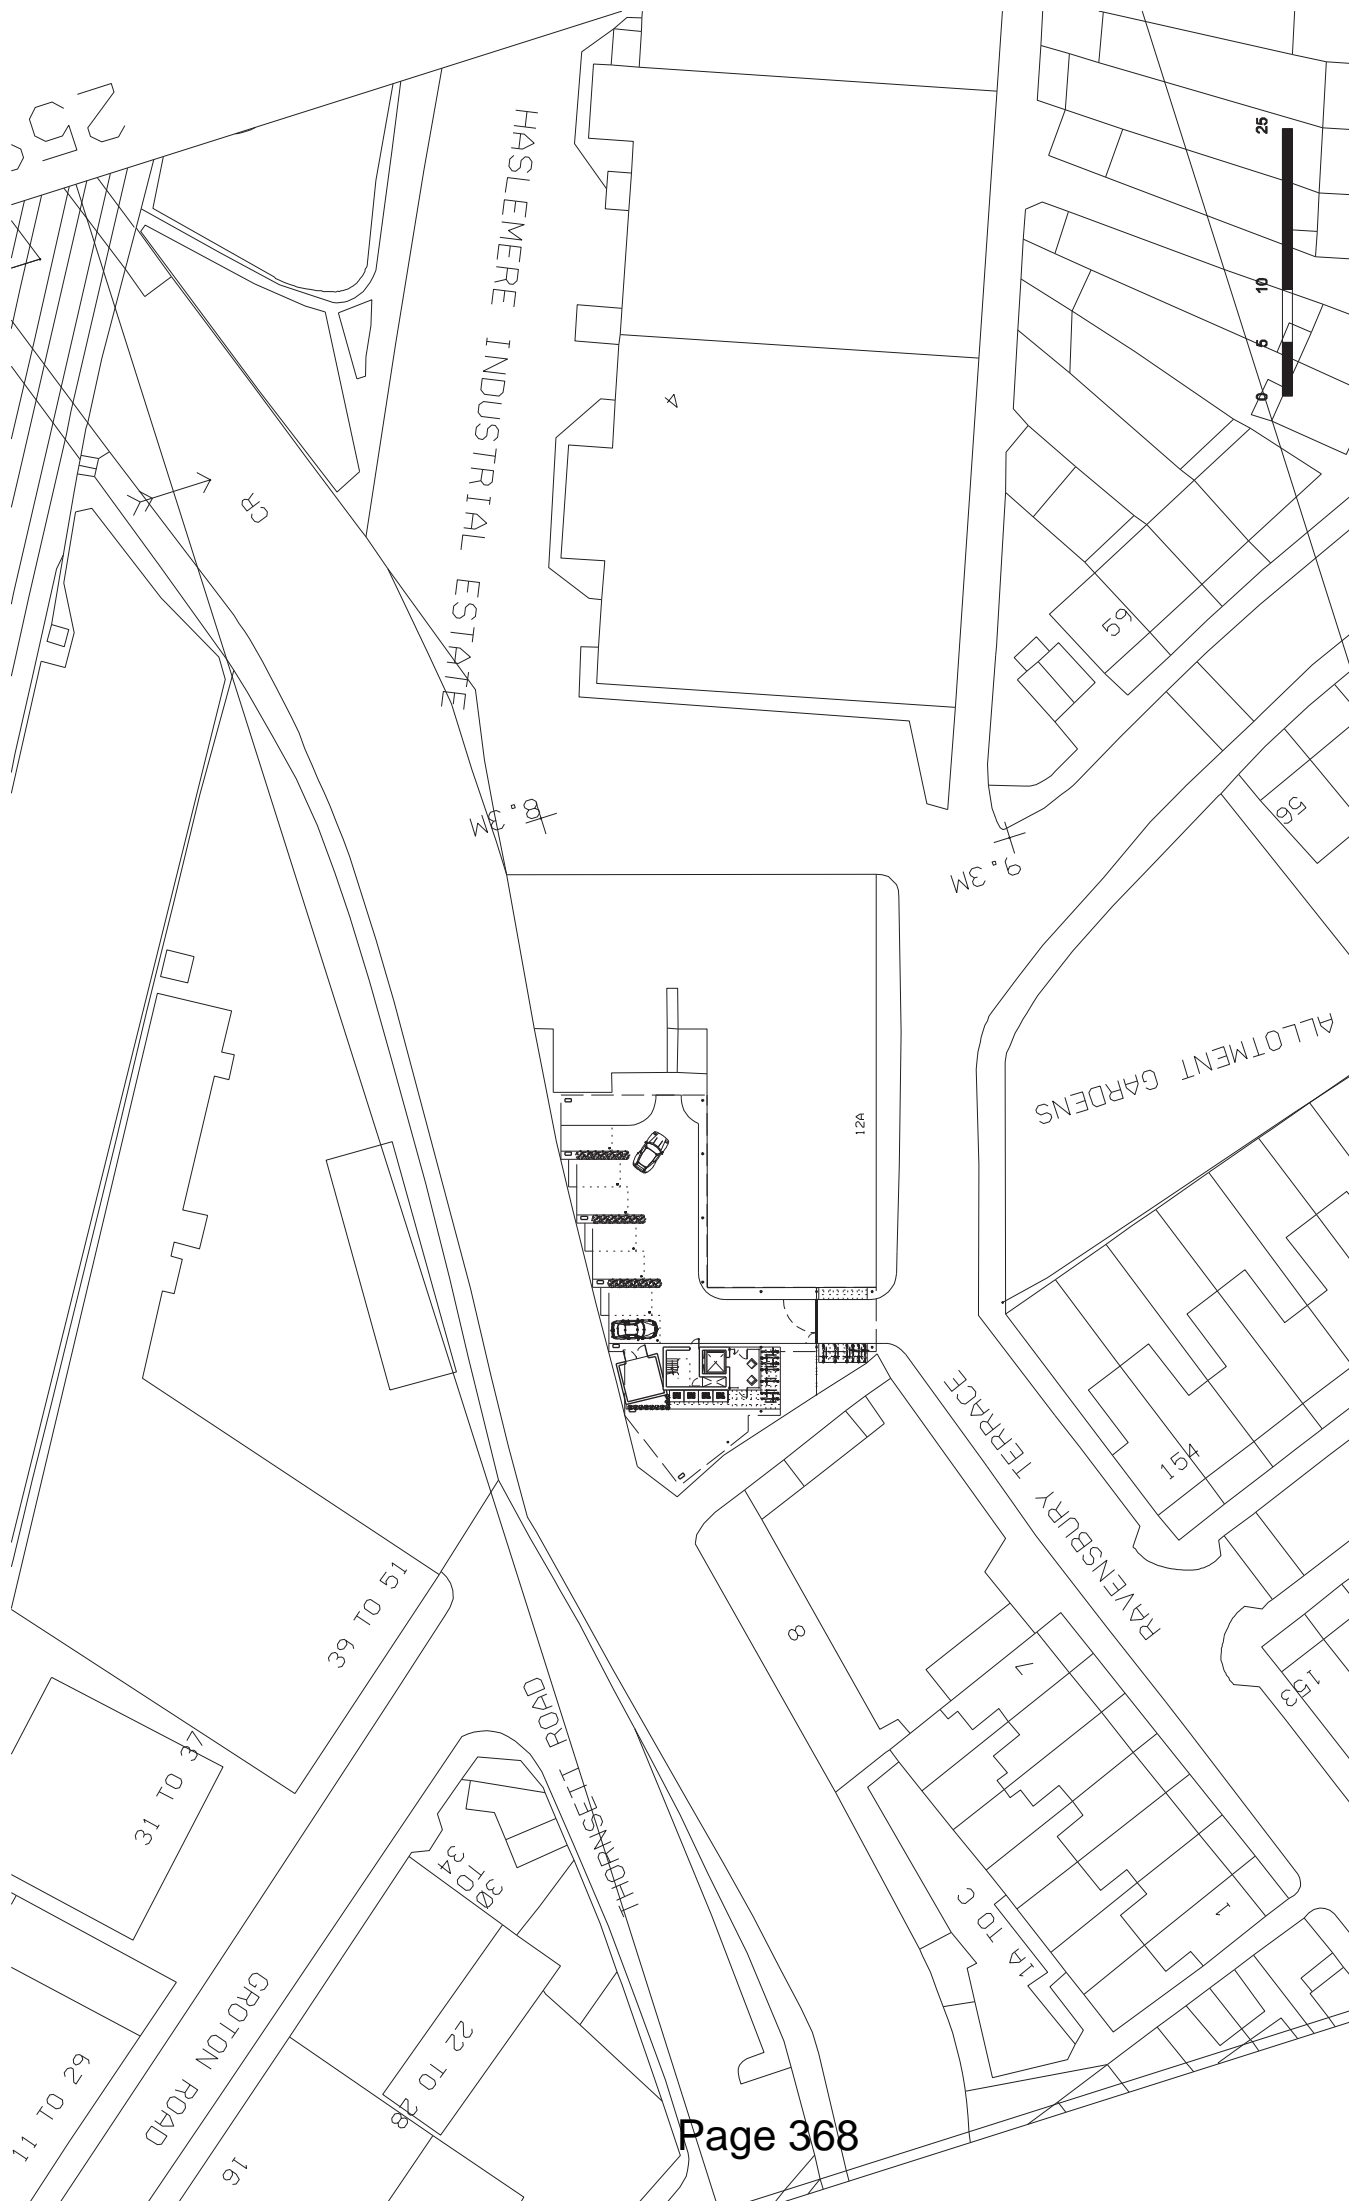 25
HASLEMERE INDUSTRIAL ESTATE
25
10
5
0
4
CR
59
56
8.3M
9.3M
ALLOTMENT GARDENS
12A
RAVENSBURY TERRACE
154
153
39 TO 51
8
7
THORNSETT ROAD
31 TO 37
30 TO 34
1A TO C
1
GROTON ROAD
22 TO 28
11 TO 29
16
Page 368